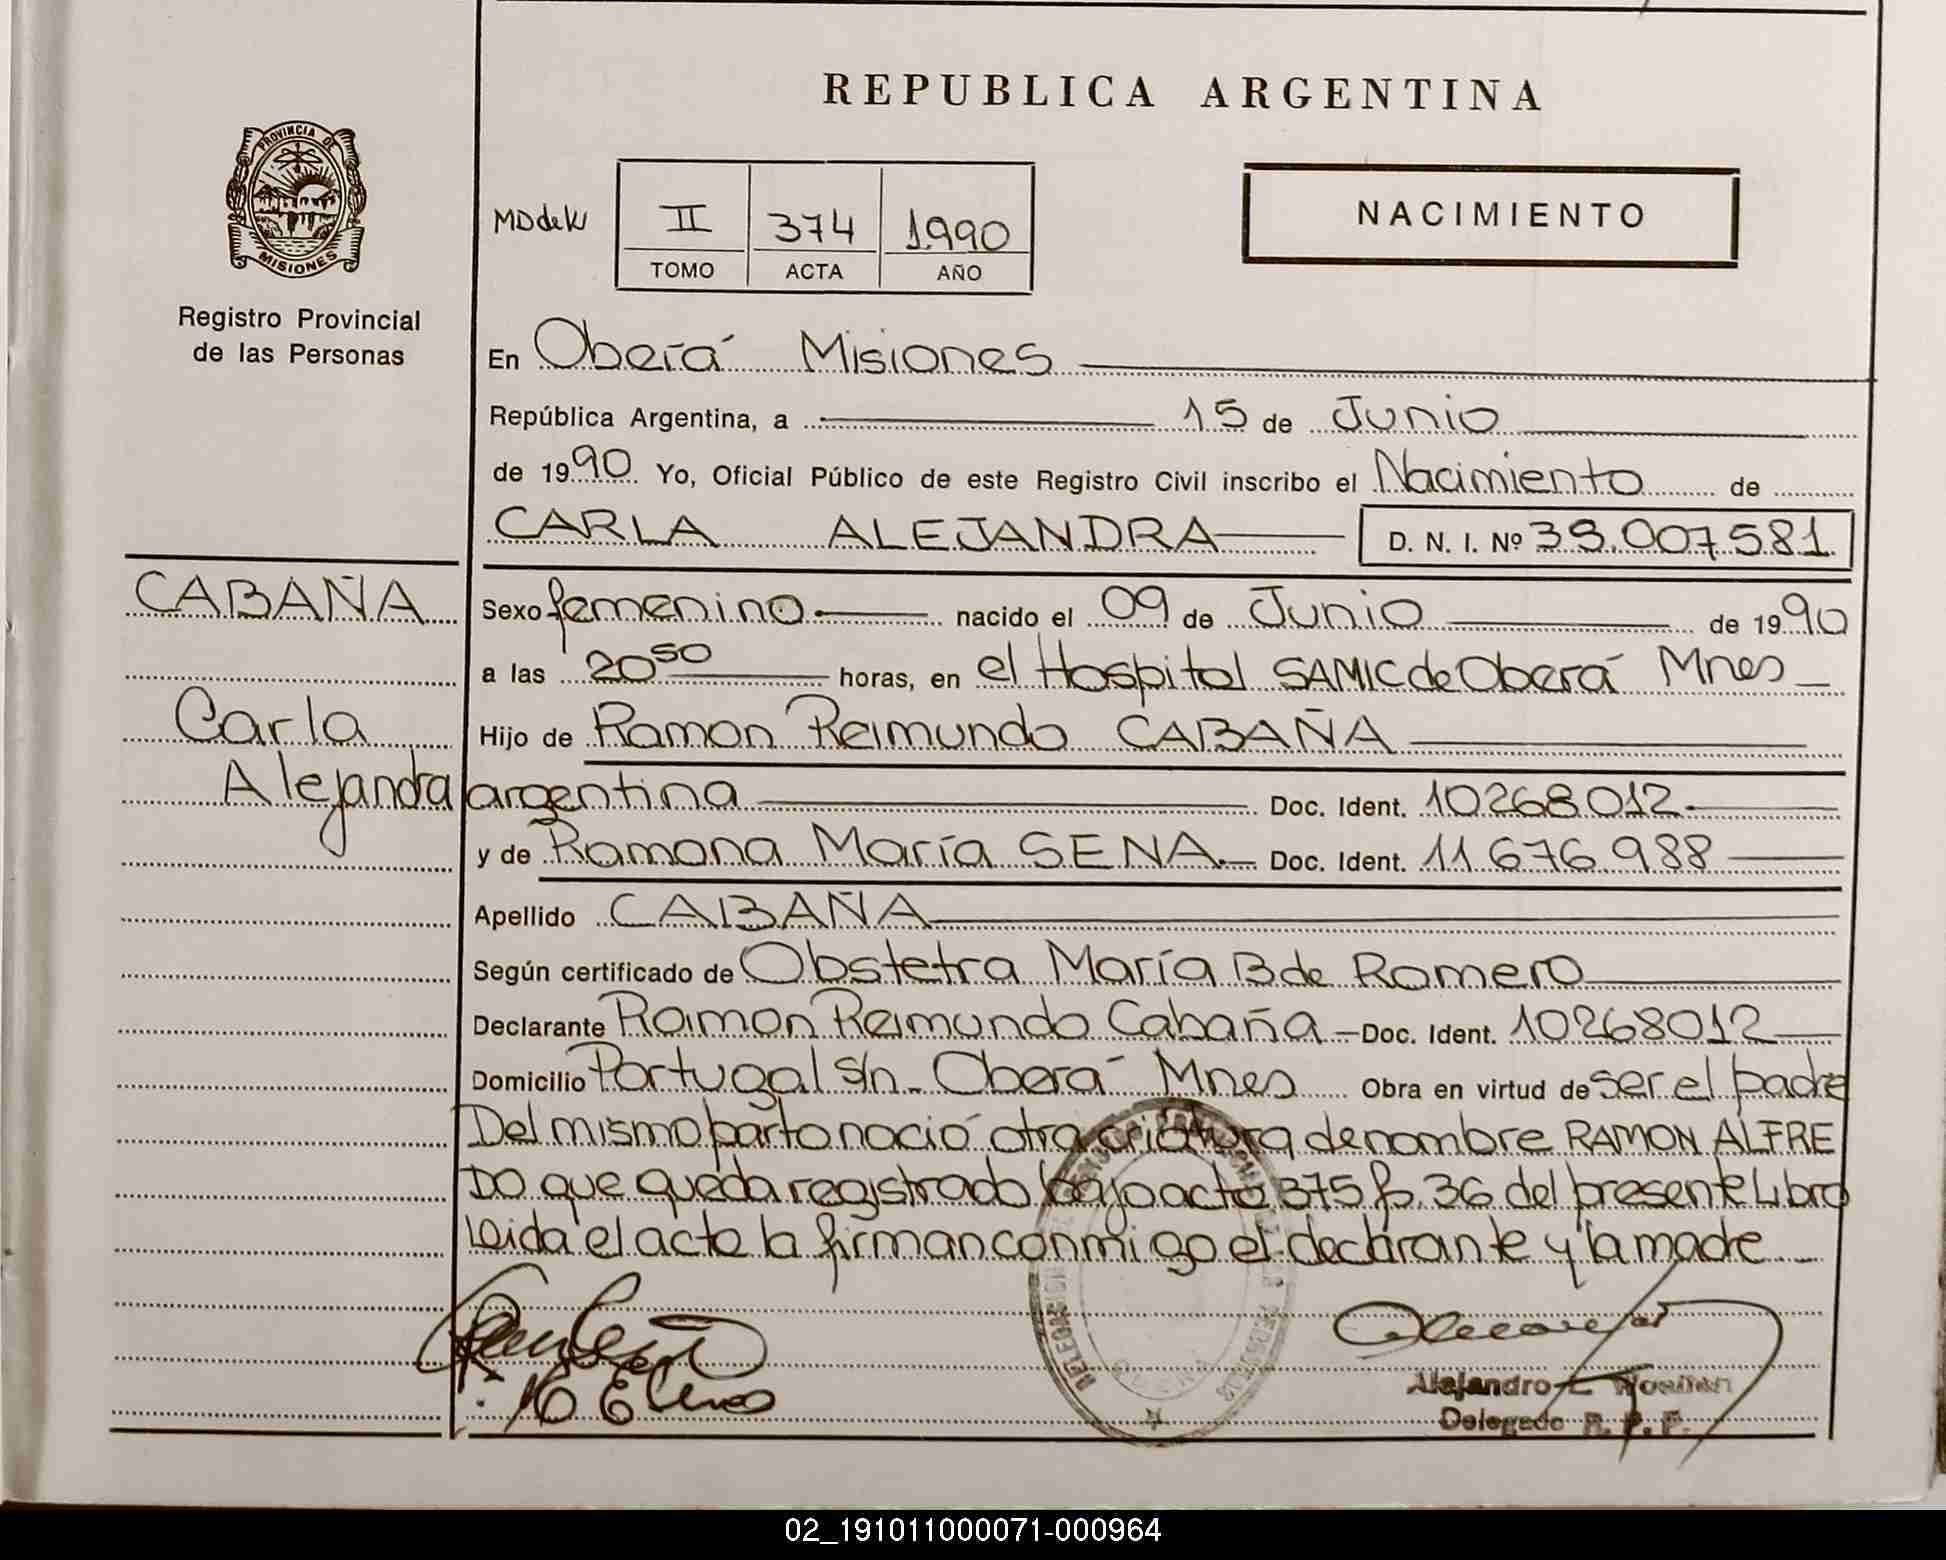 REPUBLICA ARGENTINA
PROVINCIA DE
MISIONES
Registro Provincial
de las Personas
II 374 1990
TOMO ACTA AÑO
NACIMIENTO
En Oberá Misiones
República Argentina, a 15 de Junio
de 1990 Yo, Oficial Público de este Registro Civil inscribo el Nacimiento de
CARLA ALEJANDRA D. N. I. Nº 39.007.581
CABAÑA
Carla
Alejandra
Sexo femenino nacido el 09 de Junio de 1990
a las 20 50 horas, en el Hospital SAMIC de Oberá Mnes
Hijo de Ramon Reimundo CABAÑA
argentina Doc. Ident. 10268012
y de Ramona María SENA Doc. Ident. 11.676.988
Apellido CABAÑA
Según certificado de Obstetra María B de Romero
Declarante Ramon Reimundo Cabaña Doc. Ident. 10268012
Domicilio Portugal s/n - Oberá Mnes Obra en virtud de ser el padre
Del mismo parto nació otra criatura de nombre RAMON ALFRE
DO que queda registrado bajo acta 375 fo. 36 del presente Libro
Leida el acta la firman conmigo el declarante y la madre
Alejandro
Delegado R. P. P.
02_191011000071-000964